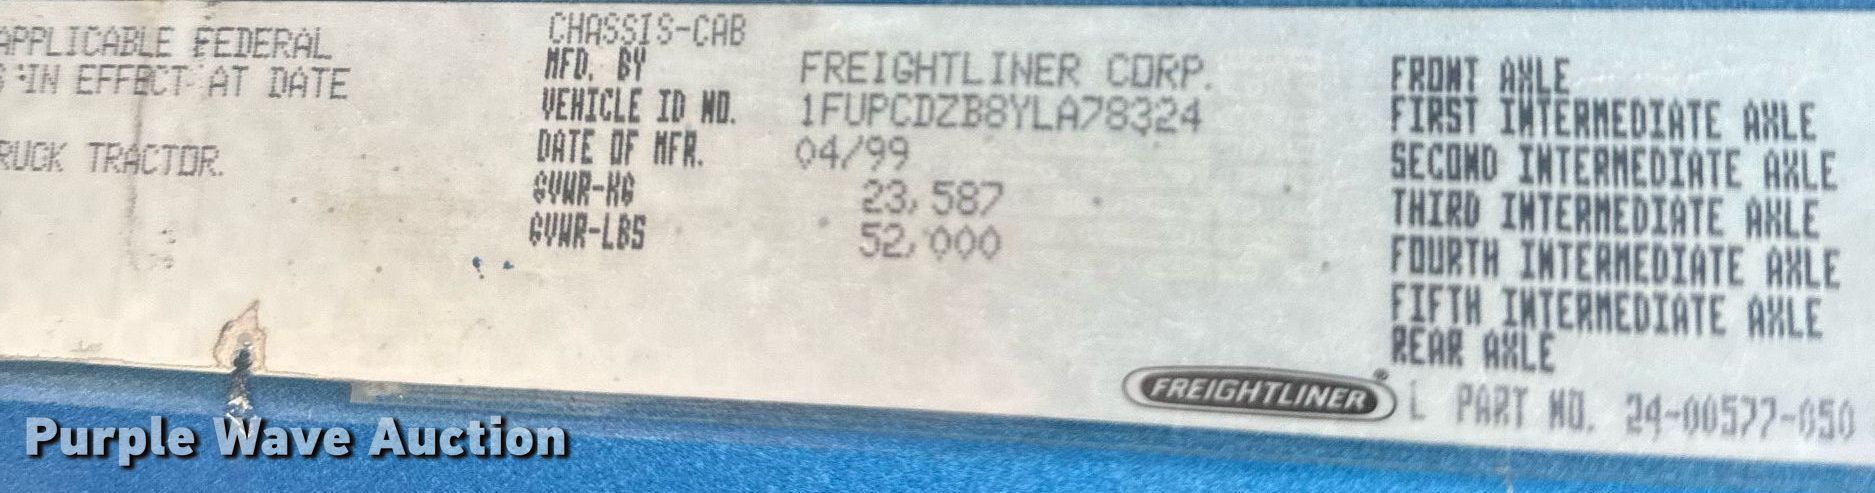 APPLICABLE FEDERAL
IN EFFECT AT DATE
RUCK TRACTOR.
CHASSIS-CAB
MFD. BY FREIGHTLINER CORP.
VEHICLE ID NO. 1FUPCDZB8YLA78324
DATE OF MFR. 04/99
GVWR-KG 23,587
GVWR-LBS 52,000
FRONT AXLE
FIRST INTERMEDIATE AXLE
SECOND INTERMEDIATE AXLE
THIRD INTERMEDIATE AXLE
FOURTH INTERMEDIATE AXLE
FIFTH INTERMEDIATE AXLE
REAR AXLE
FREIGHTLINER®
L PART NO. 24-00577-050
Purple Wave Auction